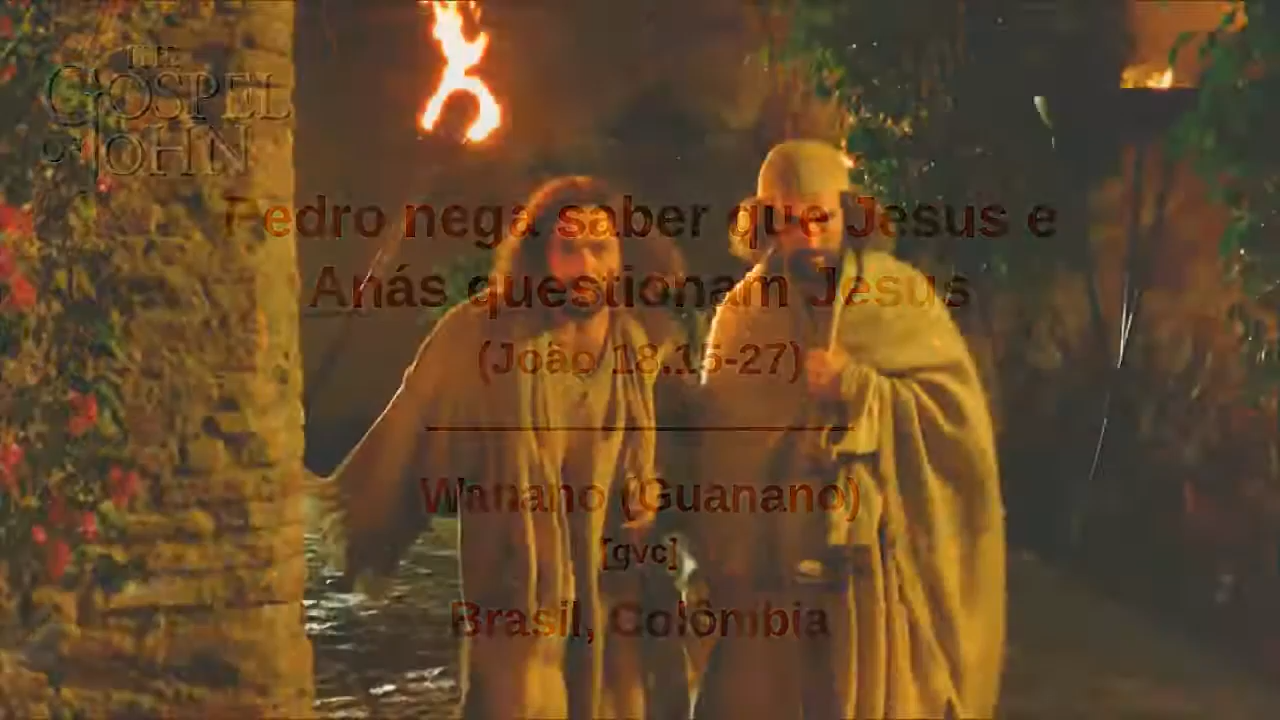 THE
GOSPEL
OF JOHN
Pedro nega saber que Jesus e
Anás questionam Jesus
(João 18.15-27)
Wanano (Guanano)
[gvc]
Brasil, Colômbia